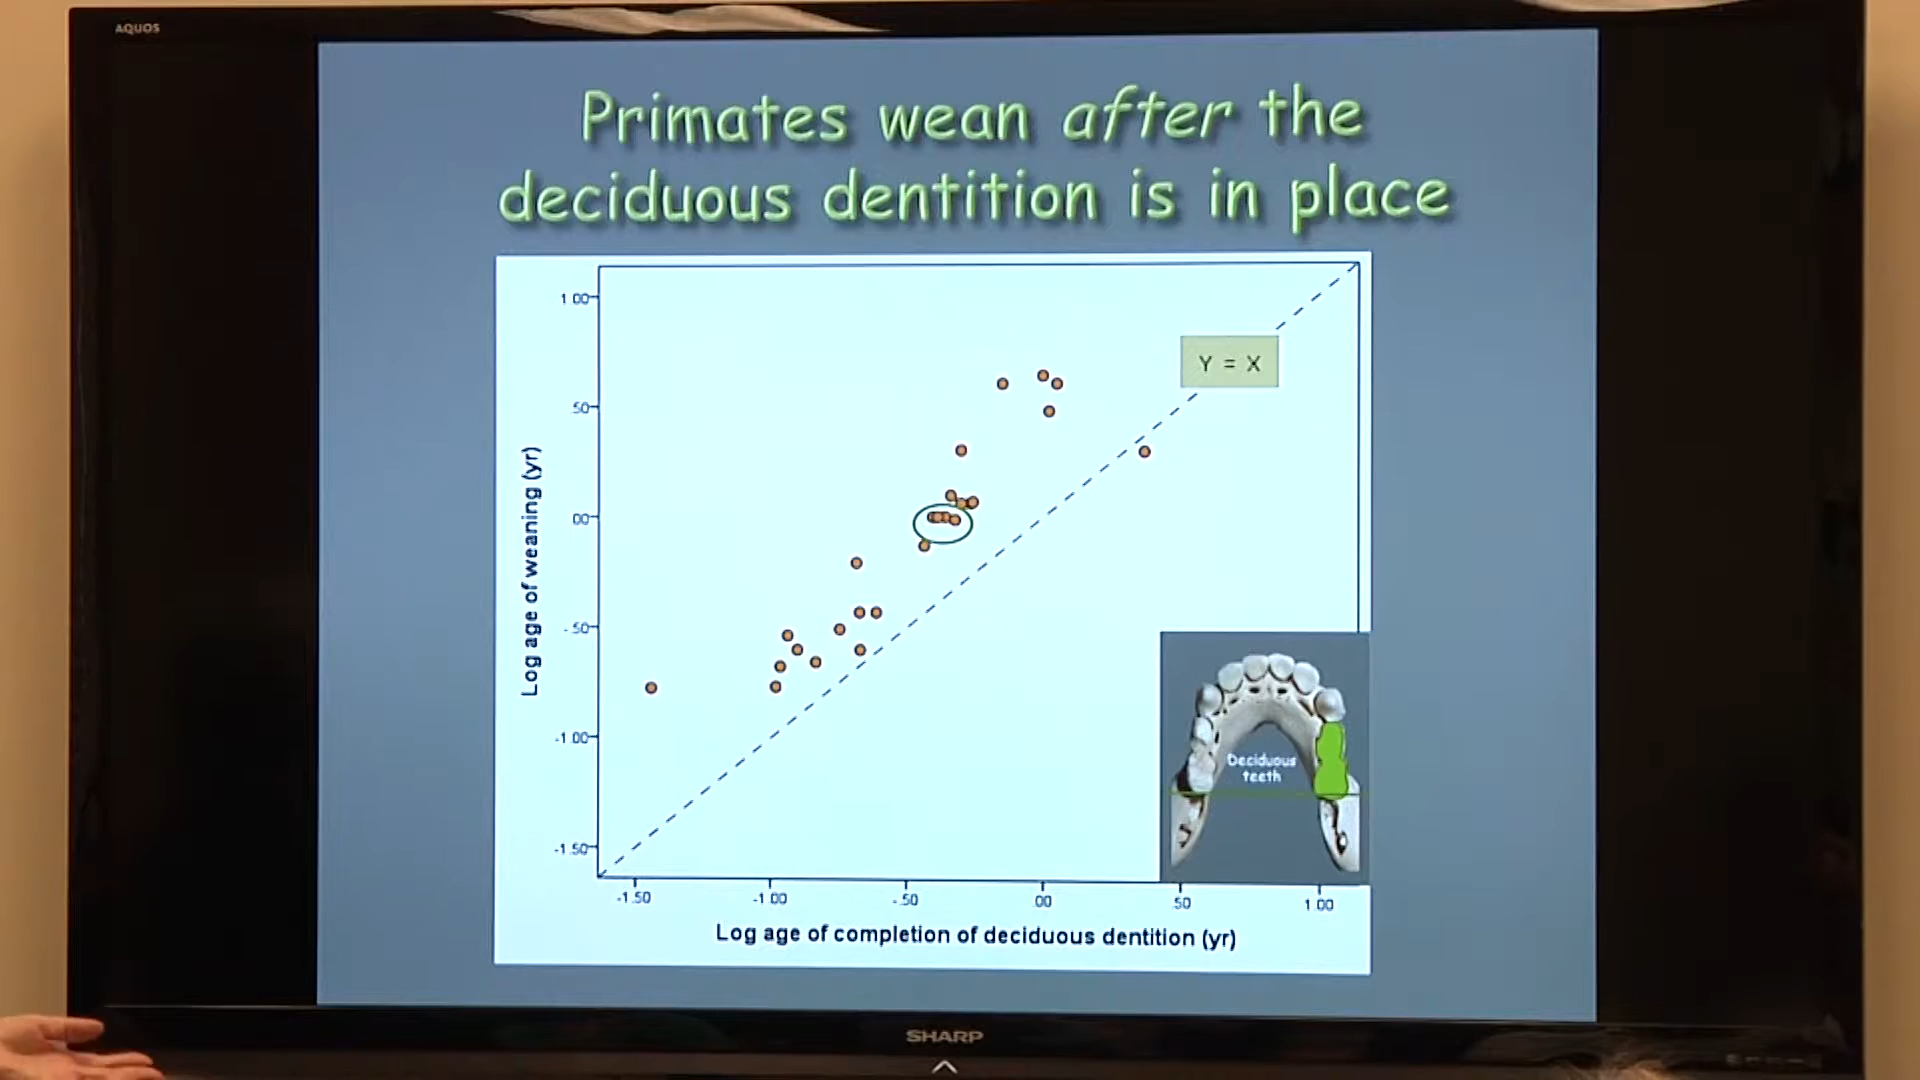 AQUOS
Primates wean after the
deciduous dentition is in place
1.00
.50
.00
-.50
-1.00
-1.50
Log age of weaning (yr)
Y = X
Deciduous
teeth
-1.50 -1.00 -.50 .00 .50 1.00
Log age of completion of deciduous dentition (yr)
SHARP